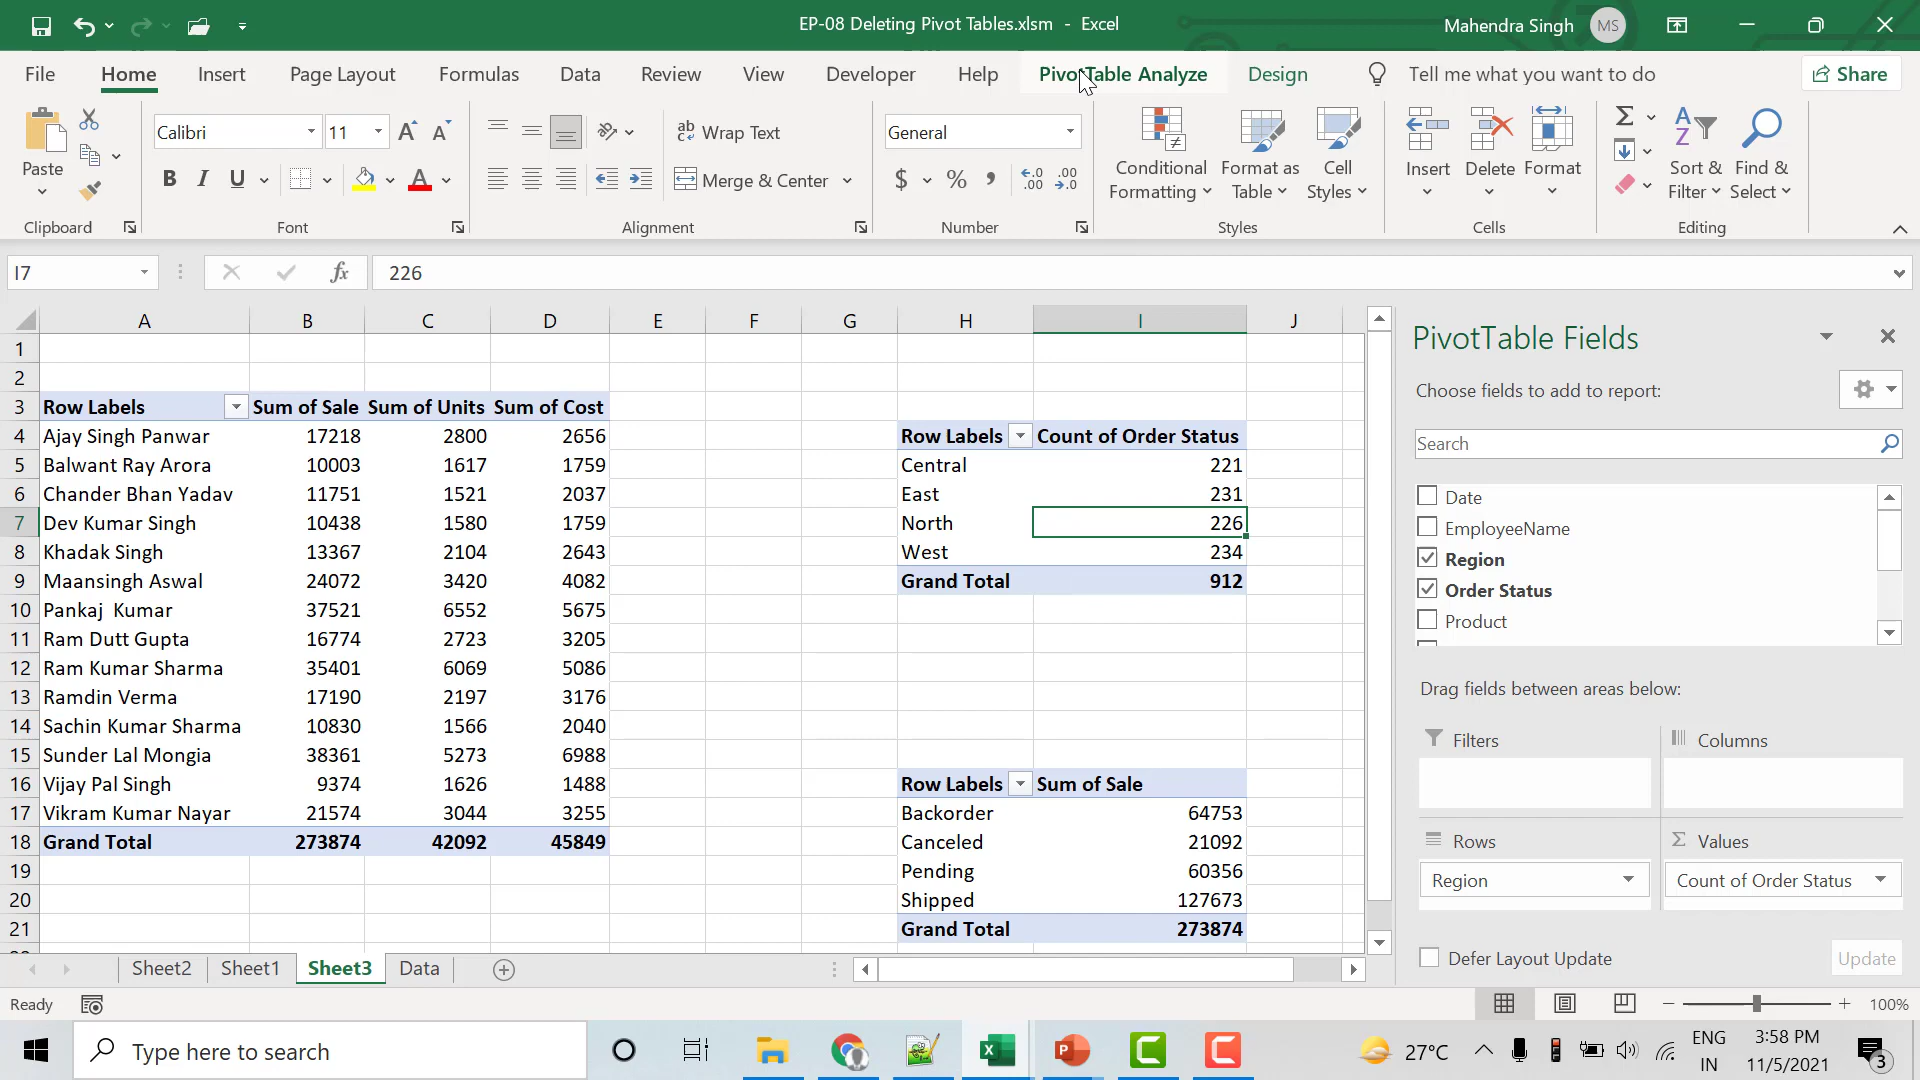 EP-08 Deleting Pivot Tables.xlsm - Excel
Mahendra Singh MS
File Home Insert Page Layout Formulas Data Review View Developer Help PivotTable Analyze Design Tell me what you want to do Share
Paste
Calibri 11
B I U A
ab Wrap Text
Merge & Center
General
$ % ,
Conditional Formatting
Format as Table
Cell Styles
Insert Delete Format
Sort & Filter
Find & Select
Clipboard Font Alignment Number Styles Cells Editing
I7 fx 226
A B C D E F G H I J
1
2
3 Row Labels Sum of Sale Sum of Units Sum of Cost
4 Ajay Singh Panwar 17218 2800 2656 Row Labels Count of Order Status
5 Balwant Ray Arora 10003 1617 1759 Central 221
6 Chander Bhan Yadav 11751 1521 2037 East 231
7 Dev Kumar Singh 10438 1580 1759 North 226
8 Khadak Singh 13367 2104 2643 West 234
9 Maansingh Aswal 24072 3420 4082 Grand Total 912
10 Pankaj  Kumar 37521 6552 5675
11 Ram Dutt Gupta 16774 2723 3205
12 Ram Kumar Sharma 35401 6069 5086
13 Ramdin Verma 17190 2197 3176
14 Sachin Kumar Sharma 10830 1566 2040
15 Sunder Lal Mongia 38361 5273 6988
16 Vijay Pal Singh 9374 1626 1488 Row Labels Sum of Sale
17 Vikram Kumar Nayar 21574 3044 3255 Backorder 64753
18 Grand Total 273874 42092 45849 Canceled 21092
19 Pending 60356
20 Shipped 127673
21 Grand Total 273874
PivotTable Fields
Choose fields to add to report:
Search
Date
EmployeeName
Region
Order Status
Product
Drag fields between areas below:
Filters Columns
Rows Values
Region Count of Order Status
Defer Layout Update Update
Sheet2 Sheet1 Sheet3 Data
Ready 100%
Type here to search
27°C
ENG
IN
3:58 PM
11/5/2021
3